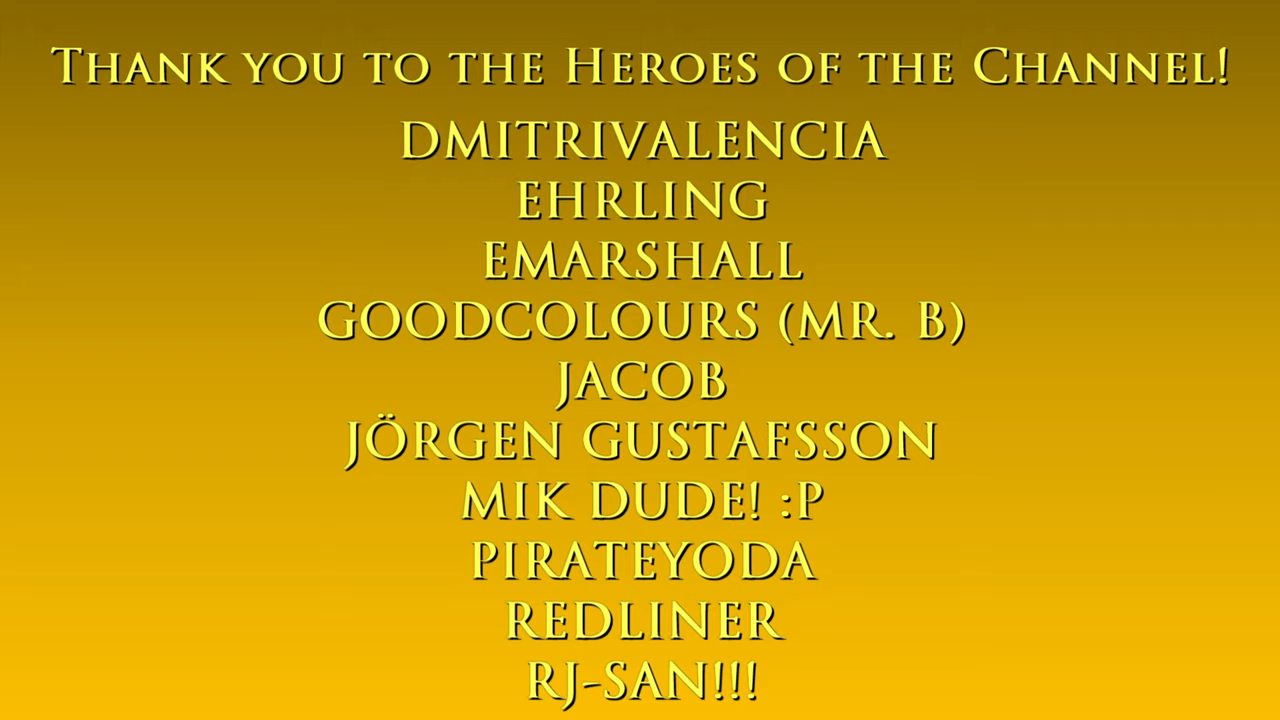 Thank you to the Heroes of the Channel!
DMITRIVALENCIA
EHRLING
EMARSHALL
GOODCOLOURS (MR. B)
JACOB
JÖRGEN GUSTAFSSON
MIK DUDE! :P
PIRATEYODA
REDLINER
RJ-SAN!!!